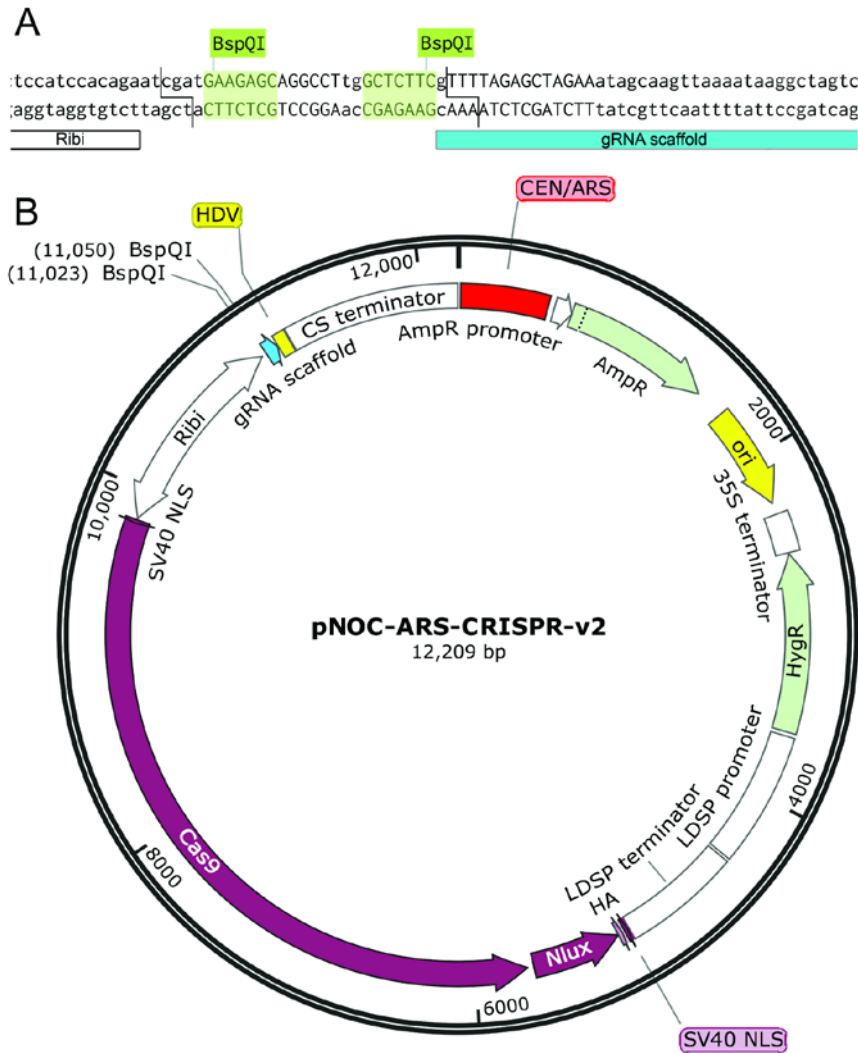 A
BspQI
BspQI
ctccatccacagaatcgatGAAGAGCAGGCCTtgGCTCTTCgTTTTAGAGCTAGAAatagcaagttaaaataaggctagtc
gaggtaggtgtcttagctaCTTCTCGTCCGGAacCGAGAAGcAAAATCTCGATCTTtatcgttcaattttattccgatcag
Ribi
gRNA scaffold
B
CEN/ARS
HDV
(11,050) BspQI
(11,023) BspQI
12,000
CS terminator
AmpR promoter
AmpR
gRNA scaffold
Ribi
2000
ori
35S terminator
10,000
SV40 NLS
pNOC-ARS-CRISPR-v2
12,209 bp
HygR
LDSP promoter
4000
LDSP terminator
HA
Cas9
8000
Nlux
6000
SV40 NLS